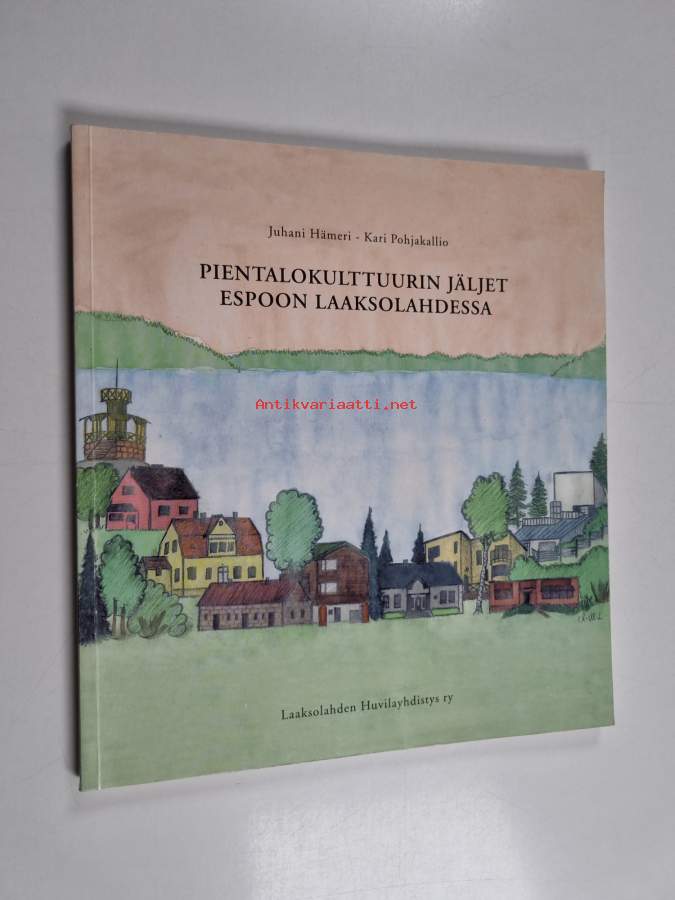 Juhani Hämeri - Kari Pohjakallio
PIENTALOKULTTUURIN JÄLJET
ESPOON LAAKSOLAHDESSA
Antikvariaatti.net
Laaksolahden Huvilayhdistys ry